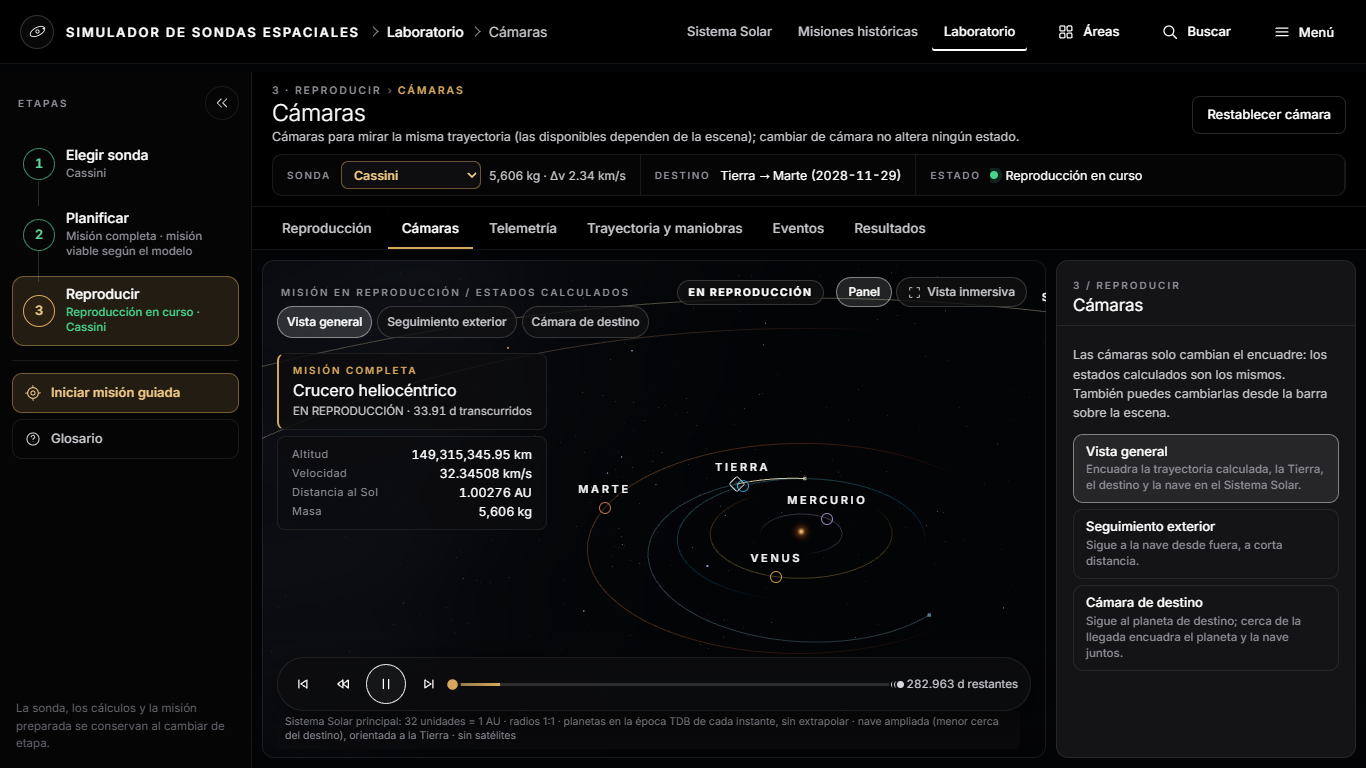 SIMULADOR DE SONDAS ESPACIALES
Laboratorio
Cámaras
Sistema Solar
Misiones históricas
Laboratorio
Áreas
Buscar
Menú
ETAPAS
1
Elegir sonda
Cassini
2
Planificar
Misión completa · misión
viable según el modelo
3
Reproducir
Reproducción en curso ·
Cassini
Iniciar misión guiada
Glosario
La sonda, los cálculos y la misión
preparada se conservan al cambiar de
etapa.
3 · REPRODUCIR › CÁMARAS
Cámaras
Cámaras para mirar la misma trayectoria (las disponibles dependen de la escena); cambiar de cámara no altera ningún estado.
Restablecer cámara
SONDA
Cassini
5,606 kg · Δv 2.34 km/s
DESTINO
Tierra → Marte (2028-11-29)
ESTADO
Reproducción en curso
Reproducción
Cámaras
Telemetría
Trayectoria y maniobras
Eventos
Resultados
MISIÓN EN REPRODUCCIÓN / ESTADOS CALCULADOS
EN REPRODUCCIÓN
Panel
Vista inmersiva
Vista general
Seguimiento exterior
Cámara de destino
MISIÓN COMPLETA
Crucero heliocéntrico
EN REPRODUCCIÓN · 33.91 d transcurridos
Altitud 149,315,345.95 km
Velocidad 32.34508 km/s
Distancia al Sol 1.00276 AU
Masa 5,606 kg
TIERRA
MARTE
MERCURIO
VENUS
282.963 d restantes
Sistema Solar principal: 32 unidades = 1 AU · radios 1:1 · planetas en la época TDB de cada instante, sin extrapolar · nave ampliada (menor cerca
del destino), orientada a la Tierra · sin satélites
3 / REPRODUCIR
Cámaras
Las cámaras solo cambian el encuadre: los
estados calculados son los mismos.
También puedes cambiarlas desde la barra
sobre la escena.
Vista general
Encuadra la trayectoria calculada, la Tierra,
el destino y la nave en el Sistema Solar.
Seguimiento exterior
Sigue a la nave desde fuera, a corta
distancia.
Cámara de destino
Sigue al planeta de destino; cerca de la
llegada encuadra el planeta y la nave
juntos.